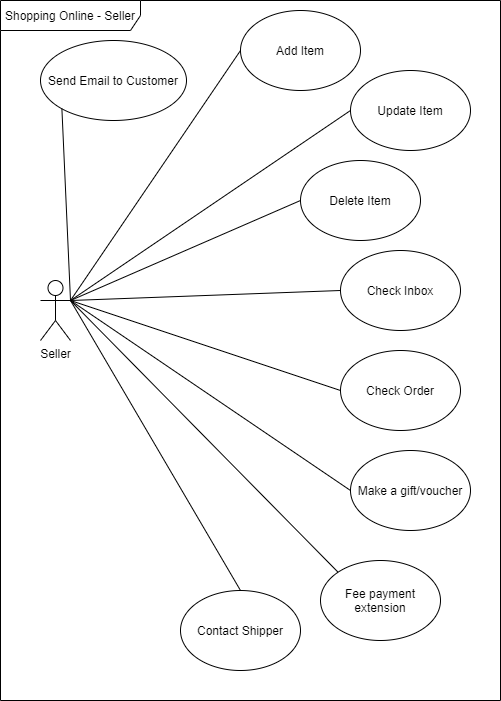 Shopping Online - Seller
Send Email to Customer
Add Item
Update Item
Delete Item
Check Inbox
Seller
Check Order
Make a gift/voucher
Fee payment
extension
Contact Shipper